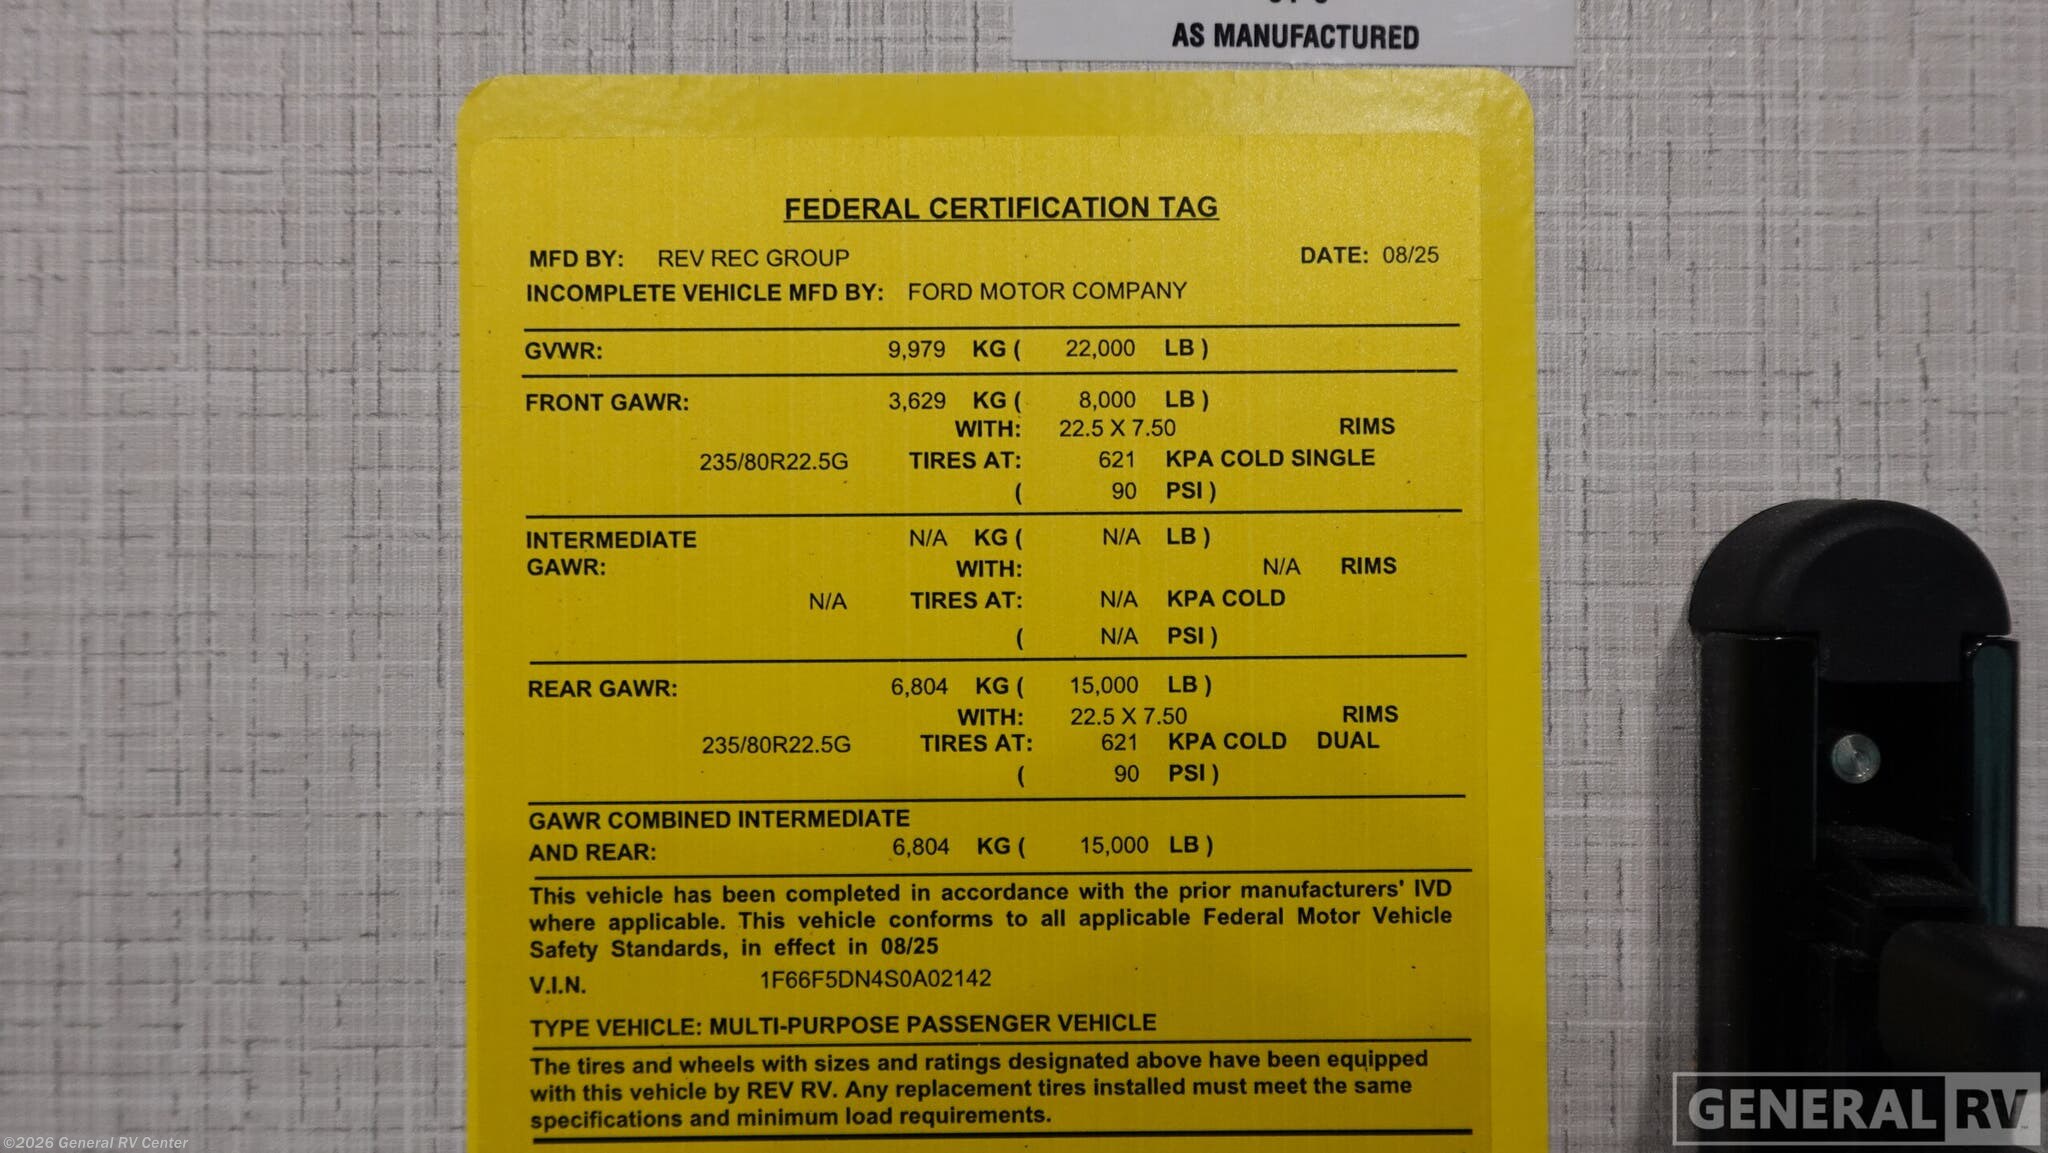 AS MANUFACTURED
FEDERAL CERTIFICATION TAG
MFD BY: REV REC GROUP DATE: 08/25
INCOMPLETE VEHICLE MFD BY: FORD MOTOR COMPANY
GVWR: 9,979 KG ( 22,000 LB )
FRONT GAWR: 3,629 KG ( 8,000 LB )
WITH: 22.5 X 7.50 RIMS
235/80R22.5G TIRES AT: 621 KPA COLD SINGLE
( 90 PSI )
INTERMEDIATE N/A KG ( N/A LB )
GAWR: WITH: N/A RIMS
N/A TIRES AT: N/A KPA COLD
( N/A PSI )
REAR GAWR: 6,804 KG ( 15,000 LB )
WITH: 22.5 X 7.50 RIMS
235/80R22.5G TIRES AT: 621 KPA COLD DUAL
( 90 PSI )
GAWR COMBINED INTERMEDIATE
AND REAR: 6,804 KG ( 15,000 LB )
This vehicle has been completed in accordance with the prior manufacturers' IVD
where applicable. This vehicle conforms to all applicable Federal Motor Vehicle
Safety Standards, in effect in 08/25
V.I.N. 1F66F5DN4S0A02142
TYPE VEHICLE: MULTI-PURPOSE PASSENGER VEHICLE
The tires and wheels with sizes and ratings designated above have been equipped
with this vehicle by REV RV. Any replacement tires installed must meet the same
specifications and minimum load requirements.
GENERAL RV
©2026 General RV Center